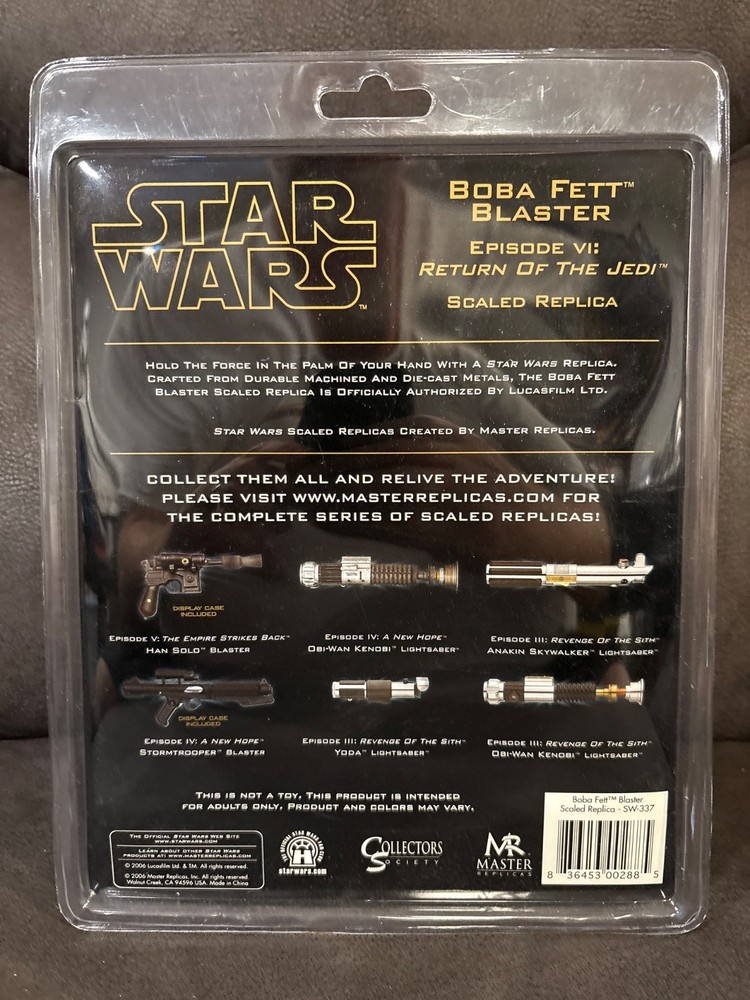 STAR
WARS™
BOBA FETT™
BLASTER
EPISODE VI:
RETURN OF THE JEDI™
SCALED REPLICA
HOLD THE FORCE IN THE PALM OF YOUR HAND WITH A STAR WARS REPLICA.
CRAFTED FROM DURABLE MACHINED AND DIE-CAST METALS, THE BOBA FETT
BLASTER SCALED REPLICA IS OFFICIALLY AUTHORIZED BY LUCASFILM LTD.
STAR WARS SCALED REPLICAS CREATED BY MASTER REPLICAS.
COLLECT THEM ALL AND RELIVE THE ADVENTURE!
PLEASE VISIT WWW.MASTERREPLICAS.COM FOR
THE COMPLETE SERIES OF SCALED REPLICAS!
DISPLAY CASE
INCLUDED
EPISODE V: THE EMPIRE STRIKES BACK™
HAN SOLO™ BLASTER
EPISODE IV: A NEW HOPE™
OBI-WAN KENOBI™ LIGHTSABER™
EPISODE III: REVENGE OF THE SITH™
ANAKIN SKYWALKER™ LIGHTSABER™
DISPLAY CASE
INCLUDED
EPISODE IV: A NEW HOPE™
STORMTROOPER™ BLASTER
EPISODE III: REVENGE OF THE SITH™
YODA™ LIGHTSABER™
EPISODE III: REVENGE OF THE SITH™
OBI-WAN KENOBI™ LIGHTSABER™
THIS IS NOT A TOY. THIS PRODUCT IS INTENDED
FOR ADULTS ONLY. PRODUCT AND COLORS MAY VARY.
THE OFFICIAL STAR WARS WEB SITE
WWW.STARWARS.COM
LEARN ABOUT OTHER STAR WARS
PRODUCTS AT: WWW.MASTERREPLICAS.COM
© 2006 Lucasfilm Ltd. & TM. All rights reserved.
© 2006 Master Replicas, Inc. All rights reserved.
Walnut Creek, CA 94596 USA. Made in China
starwars.com
COLLECTORS
SOCIETY
MR
MASTER
REPLICAS
Boba Fett™ Blaster
Scaled Replica - SW-337
8 36453 00288 5